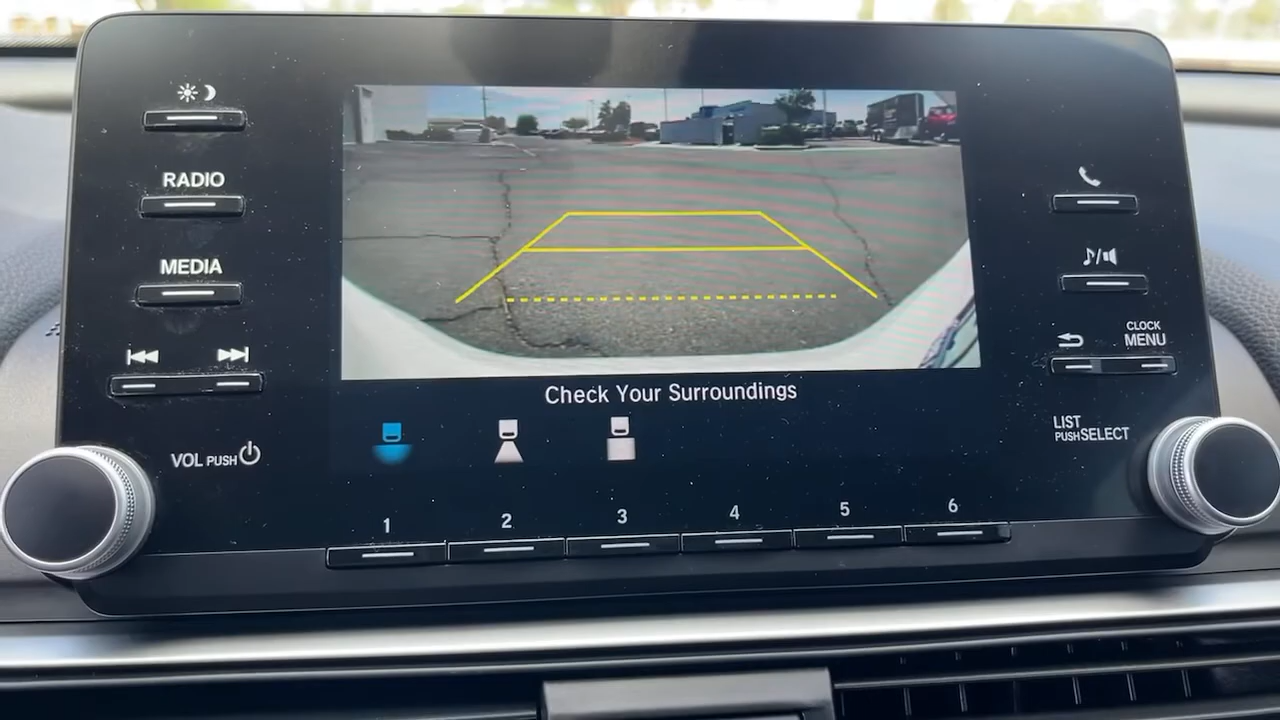 RADIO
MEDIA
VOL PUSH
Check Your Surroundings
1 2 3 4 5 6
CLOCK
MENU
LIST
PUSH SELECT